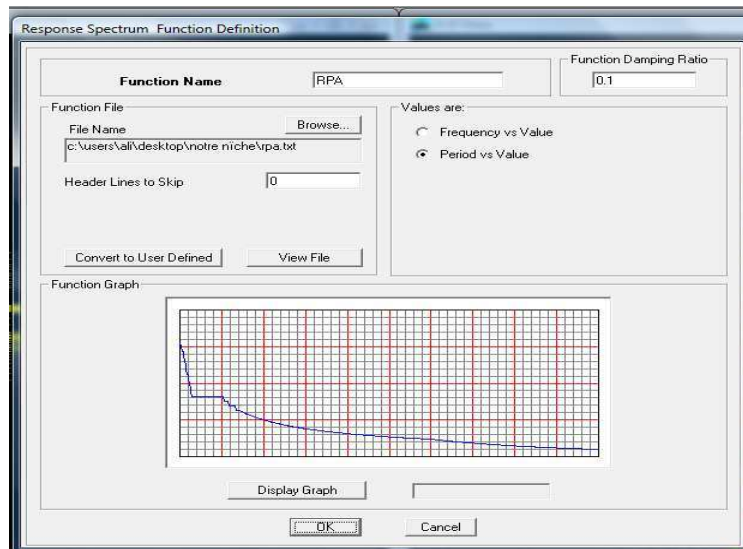 Response Spectrum Function Definition
Function Damping Ratio
Function Name
RPA
0.1
Function File
Values are:
File Name
Browse...
c:\users\ali\desktop\notre nïche\rpa.txt
Frequency vs Value
Period vs Value
Header Lines to Skip
0
Convert to User Defined
View File
Function Graph
Display Graph
OK
Cancel